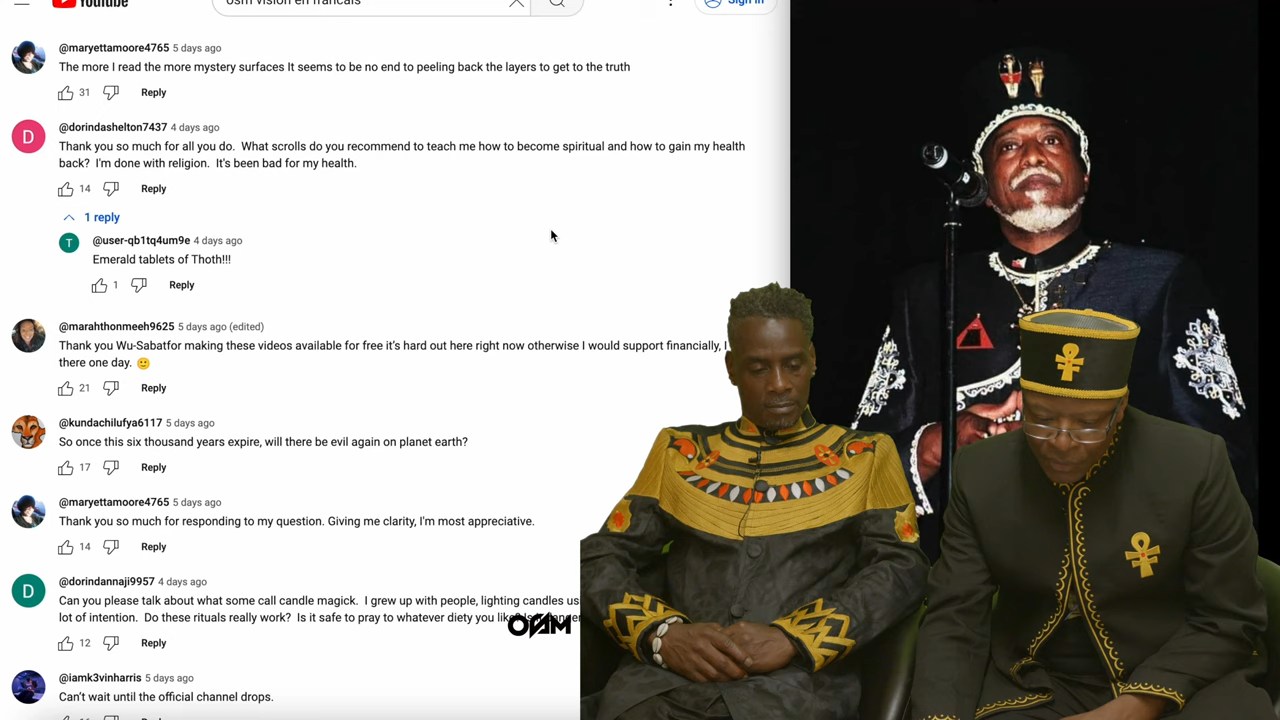 YouTube
osm vision en francais
Sign in
@maryettamoore4765 5 days ago
The more I read the more mystery surfaces It seems to be no end to peeling back the layers to get to the truth
31 Reply
D
@dorindashelton7437 4 days ago
Thank you so much for all you do. What scrolls do you recommend to teach me how to become spiritual and how to gain my health
back? I'm done with religion. It's been bad for my health.
14 Reply
1 reply
T
@user-qb1tq4um9e 4 days ago
Emerald tablets of Thoth!!!
1 Reply
@marahthonmeeh9625 5 days ago (edited)
Thank you Wu-Sabatfor making these videos available for free it's hard out here right now otherwise I would support financially, I
there one day. 🙂
21 Reply
@kundachilufya6117 5 days ago
So once this six thousand years expire, will there be evil again on planet earth?
17 Reply
@maryettamoore4765 5 days ago
Thank you so much for responding to my question. Giving me clarity, I'm most appreciative.
14 Reply
D
@dorindannaji9957 4 days ago
Can you please talk about what some call candle magick. I grew up with people, lighting candles us
lot of intention. Do these rituals really work? Is it safe to pray to whatever diety you like?
12 Reply
@iamk3vinharris 5 days ago
Can't wait until the official channel drops.
Reply